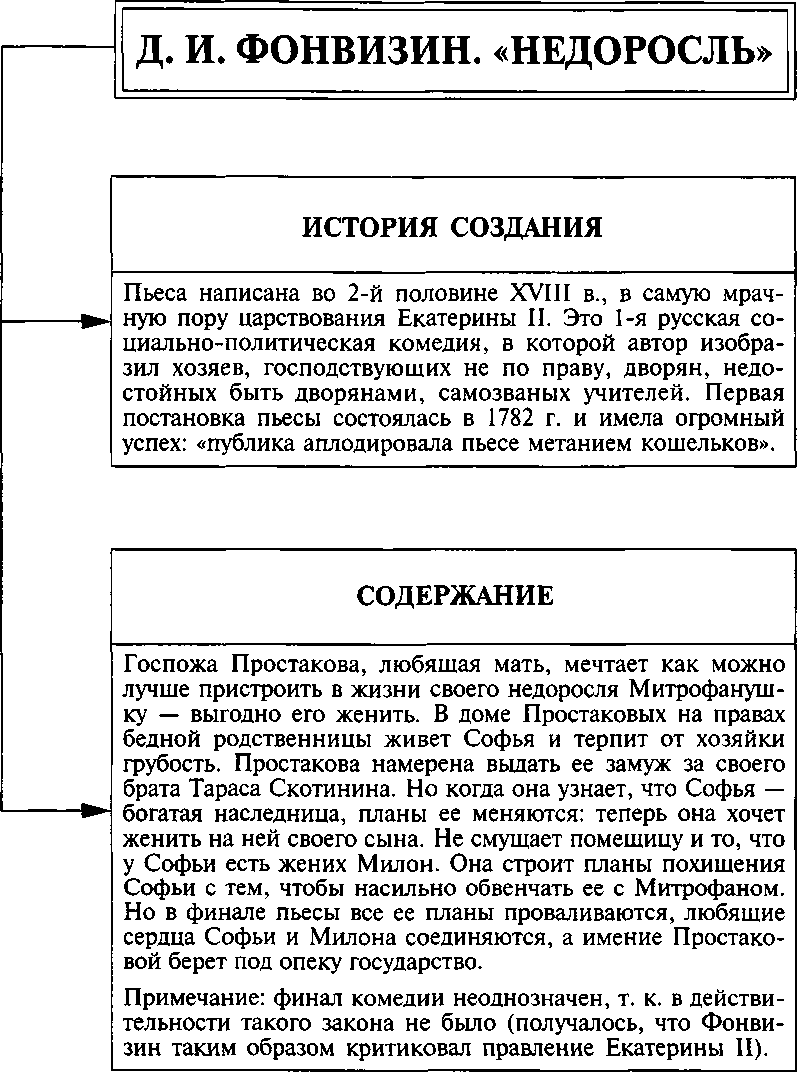 Д. И. ФОНВИЗИН. «НЕДОРОСЛЬ»
ИСТОРИЯ СОЗДАНИЯ
Пьеса написана во 2-й половине XVIII в., в самую мрач-
ную пору царствования Екатерины II. Это 1-я русская со-
циально-политическая комедия, в которой автор изобра-
зил хозяев, господствующих не по праву, дворян, недо-
стойных быть дворянами, самозваных учителей. Первая
постановка пьесы состоялась в 1782 г. и имела огромный
успех: «публика аплодировала пьесе метанием кошельков».
СОДЕРЖАНИЕ
Госпожа Простакова, любящая мать, мечтает как можно
лучше пристроить в жизни своего недоросля Митрофануш-
ку — выгодно его женить. В доме Простаковых на правах
бедной родственницы живет Софья и терпит от хозяйки
грубость. Простакова намерена выдать ее замуж за своего
брата Тараса Скотинина. Но когда она узнает, что Софья —
богатая наследница, планы ее меняются: теперь она хочет
женить на ней своего сына. Не смущает помещицу и то, что
у Софьи есть жених Милон. Она строит планы похищения
Софьи с тем, чтобы насильно обвенчать ее с Митрофаном.
Но в финале пьесы все ее планы проваливаются, любящие
сердца Софьи и Милона соединяются, а имение Простако-
вой берет под опеку государство.
Примечание: финал комедии неоднозначен, т. к. в действи-
тельности такого закона не было (получалось, что Фонви-
зин таким образом критиковал правление Екатерины II).